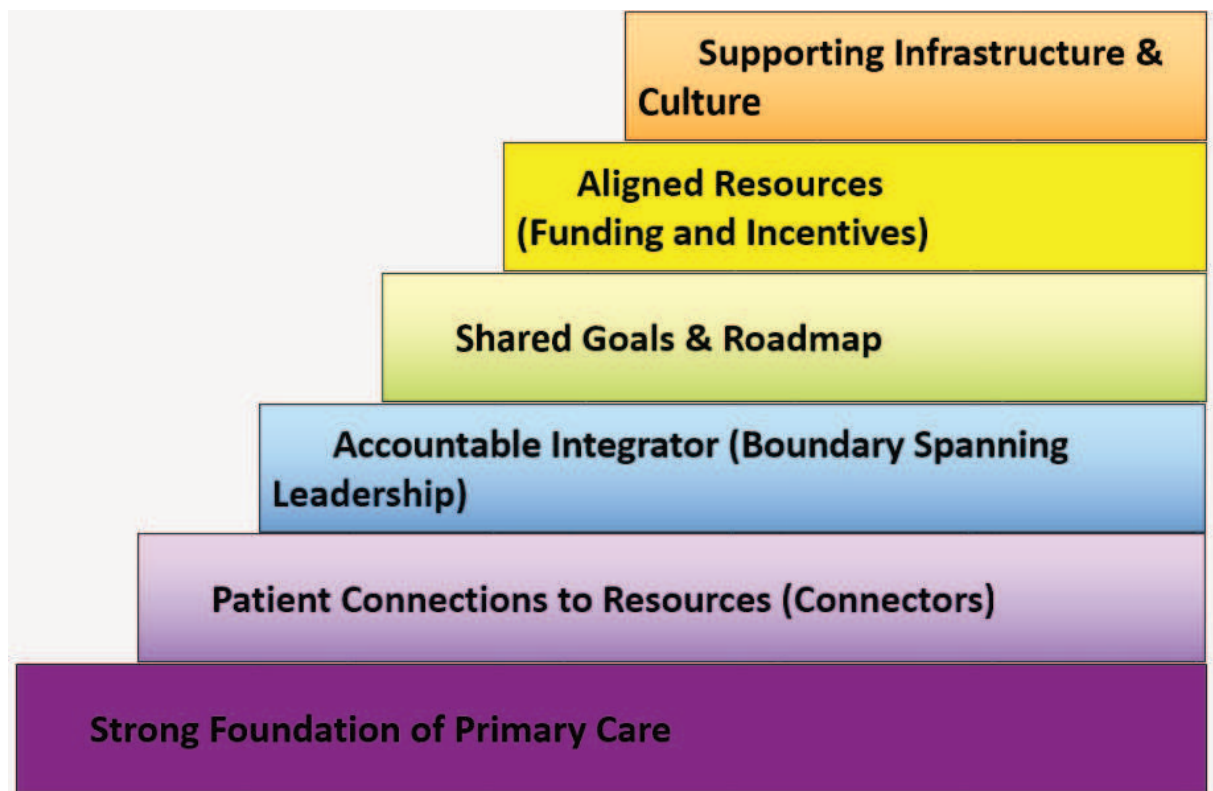 Supporting Infrastructure &
Culture
Aligned Resources
(Funding and Incentives)
Shared Goals & Roadmap
Accountable Integrator (Boundary Spanning
Leadership)
Patient Connections to Resources (Connectors)
Strong Foundation of Primary Care